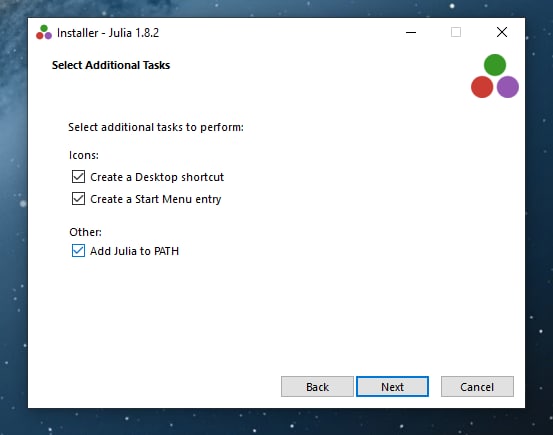 Installer - Julia 1.8.2
Select Additional Tasks
Select additional tasks to perform:
Icons:
Create a Desktop shortcut
Create a Start Menu entry
Other:
Add Julia to PATH
Back Next Cancel